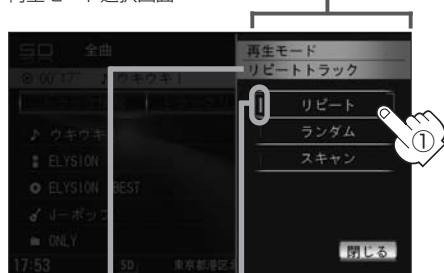 再生モード選択画面
SD 全曲
再生モード
リピートトラック
00'17" ♪ ウキウキ!
リピート
ランダム
スキャン
①
♪ ウキウキ
ELYSION
ELYSION BEST
J-ポップ
ONLY
閉じる
17:53 SD 東京都港区